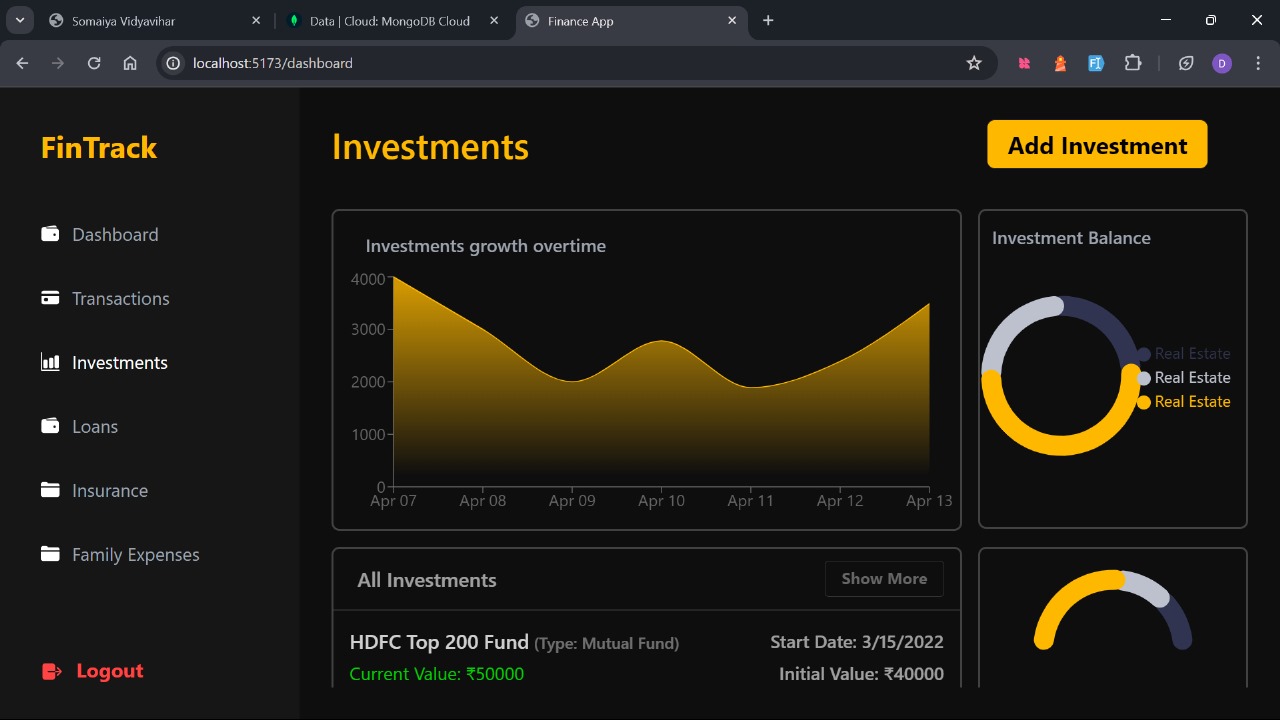 Somaiya Vidyavihar
Data | Cloud: MongoDB Cloud
Finance App
localhost:5173/dashboard
D
FinTrack
Dashboard
Transactions
Investments
Loans
Insurance
Family Expenses
Logout
Investments
Add Investment
Investments growth overtime
4000
3000
2000
1000
0
Apr 07 Apr 08 Apr 09 Apr 10 Apr 11 Apr 12 Apr 13
Investment Balance
Real Estate
Real Estate
Real Estate
All Investments
Show More
HDFC Top 200 Fund (Type: Mutual Fund)
Start Date: 3/15/2022
Current Value: ₹50000
Initial Value: ₹40000